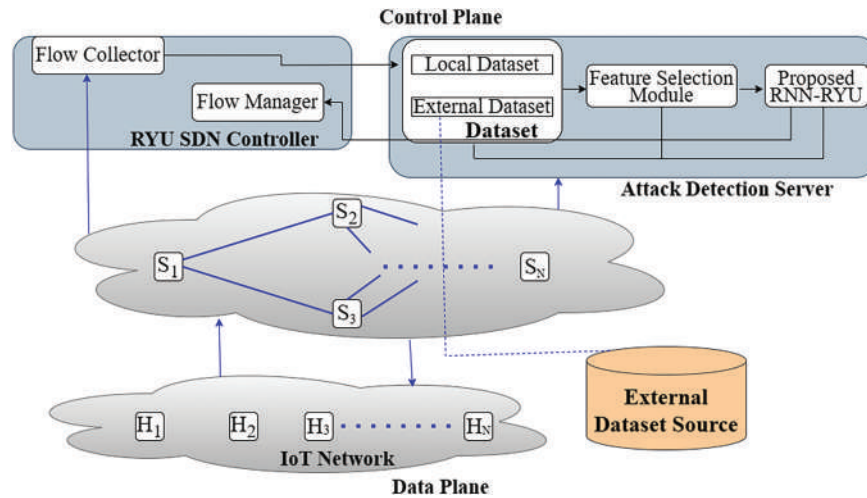 Control Plane
Flow Collector
Flow Manager
RYU SDN Controller
Local Dataset
External Dataset
Dataset
Feature Selection
Module
Proposed
RNN-RYU
Attack Detection Server
S1
S2
S3
SN
H1
H2
H3
HN
IoT Network
External
Dataset Source
Data Plane